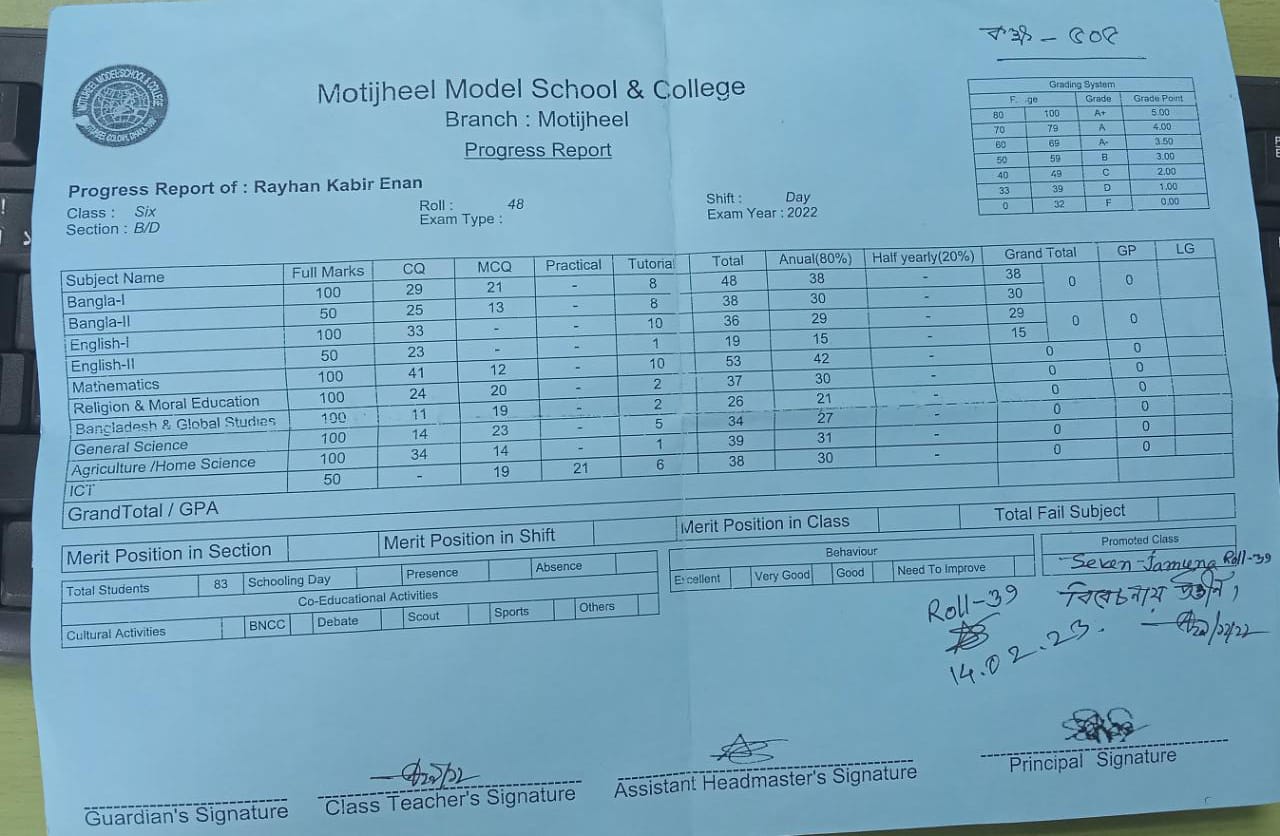 কক্ষ – ৫০৫
MOTIJHEEL MODEL SCHOOL & COLLEGE
Motijheel Model School & College
Branch : Motijheel
Progress Report
Grading System
Grade Grade Point
80 100 A+ 5.00
70 79 A 4.00
60 69 A- 3.50
50 59 B 3.00
40 49 C 2.00
33 39 D 1.00
0 32 F 0.00
Progress Report of : Rayhan Kabir Enan
Class : Six Roll : 48 Shift : Day
Section : B/D Exam Type : Exam Year : 2022
Subject Name Full Marks CQ MCQ Practical Tutorial Total Anual(80%) Half yearly(20%) Grand Total GP LG
Bangla-I 100 29 21 - 8 48 38 - 38 0 0
Bangla-II 50 25 13 - 8 38 30 - 30
English-I 100 33 - - 10 36 29 - 29 0 0
English-II 50 23 - - 1 19 15 - 15
Mathematics 100 41 12 - 10 53 42 - 0 0
Religion & Moral Education 100 24 20 - 2 37 30 - 0 0
Bangladesh & Global Studies 100 11 19 - 2 26 21 - 0 0
General Science 100 14 23 - 5 34 27 - 0 0
Agriculture /Home Science 100 34 14 - 1 39 31 - 0 0
ICT 50 - 19 21 6 38 30 - 0 0
GrandTotal / GPA
Merit Position in Section Merit Position in Shift Merit Position in Class Total Fail Subject
Total Students 83 Schooling Day Presence Absence
Co-Educational Activities
Cultural Activities BNCC Debate Scout Sports Others
Behaviour
Excellent Very Good Good Need To Improve
Promoted Class
Seven-Jamuna Roll-39
বিবেচনায় উত্তীর্ণ
Roll-39
14.02.23.
Guardian's Signature
Class Teacher's Signature
Assistant Headmaster's Signature
Principal Signature